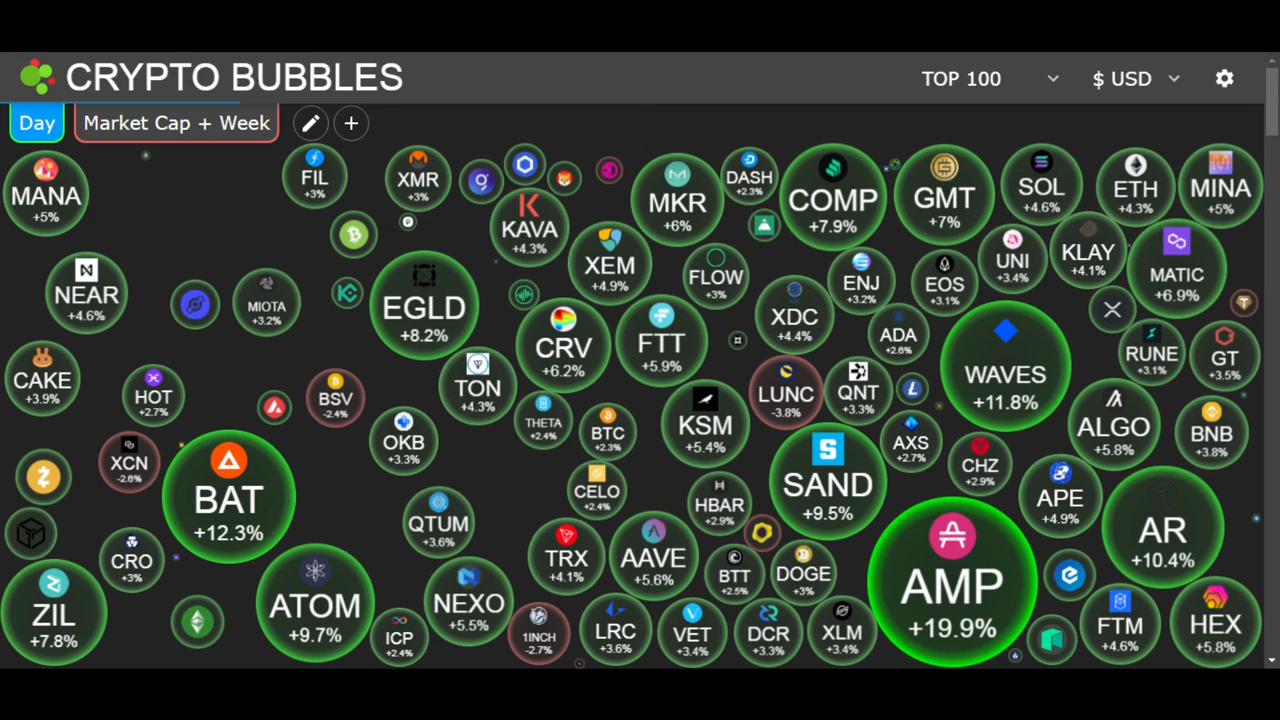 CRYPTO BUBBLES
TOP 100
$ USD
Day
Market Cap + Week
MANA
+5%
FIL
+3%
XMR
+3%
KAVA
+4.3%
MKR
+6%
DASH
+2.3%
COMP
+7.9%
GMT
+7%
SOL
+4.6%
ETH
+4.3%
MINA
+5%
NEAR
+4.6%
MIOTA
+3.2%
EGLD
+8.2%
XEM
+4.9%
FLOW
+3%
ENJ
+3.2%
EOS
+3.1%
UNI
+3.4%
KLAY
+4.1%
MATIC
+6.9%
CRV
+6.2%
FTT
+5.9%
XDC
+4.4%
ADA
+2.6%
WAVES
+11.8%
RUNE
+3.1%
GT
+3.5%
CAKE
+3.9%
HOT
+2.7%
BSV
-2.4%
TON
+4.3%
THETA
+2.4%
BTC
+2.3%
KSM
+5.4%
LUNC
-3.8%
QNT
+3.3%
AXS
+2.7%
ALGO
+5.8%
BNB
+3.8%
XCN
-2.6%
BAT
+12.3%
OKB
+3.3%
CELO
+2.4%
HBAR
+2.9%
SAND
+9.5%
CHZ
+2.9%
APE
+4.9%
AR
+10.4%
QTUM
+3.6%
CRO
+3%
TRX
+4.1%
AAVE
+5.6%
BTT
+2.5%
DOGE
+3%
AMP
+19.9%
ZIL
+7.8%
ATOM
+9.7%
ICP
+2.4%
NEXO
+5.5%
1INCH
-2.7%
LRC
+3.6%
VET
+3.4%
DCR
+3.3%
XLM
+3.4%
FTM
+4.6%
HEX
+5.8%